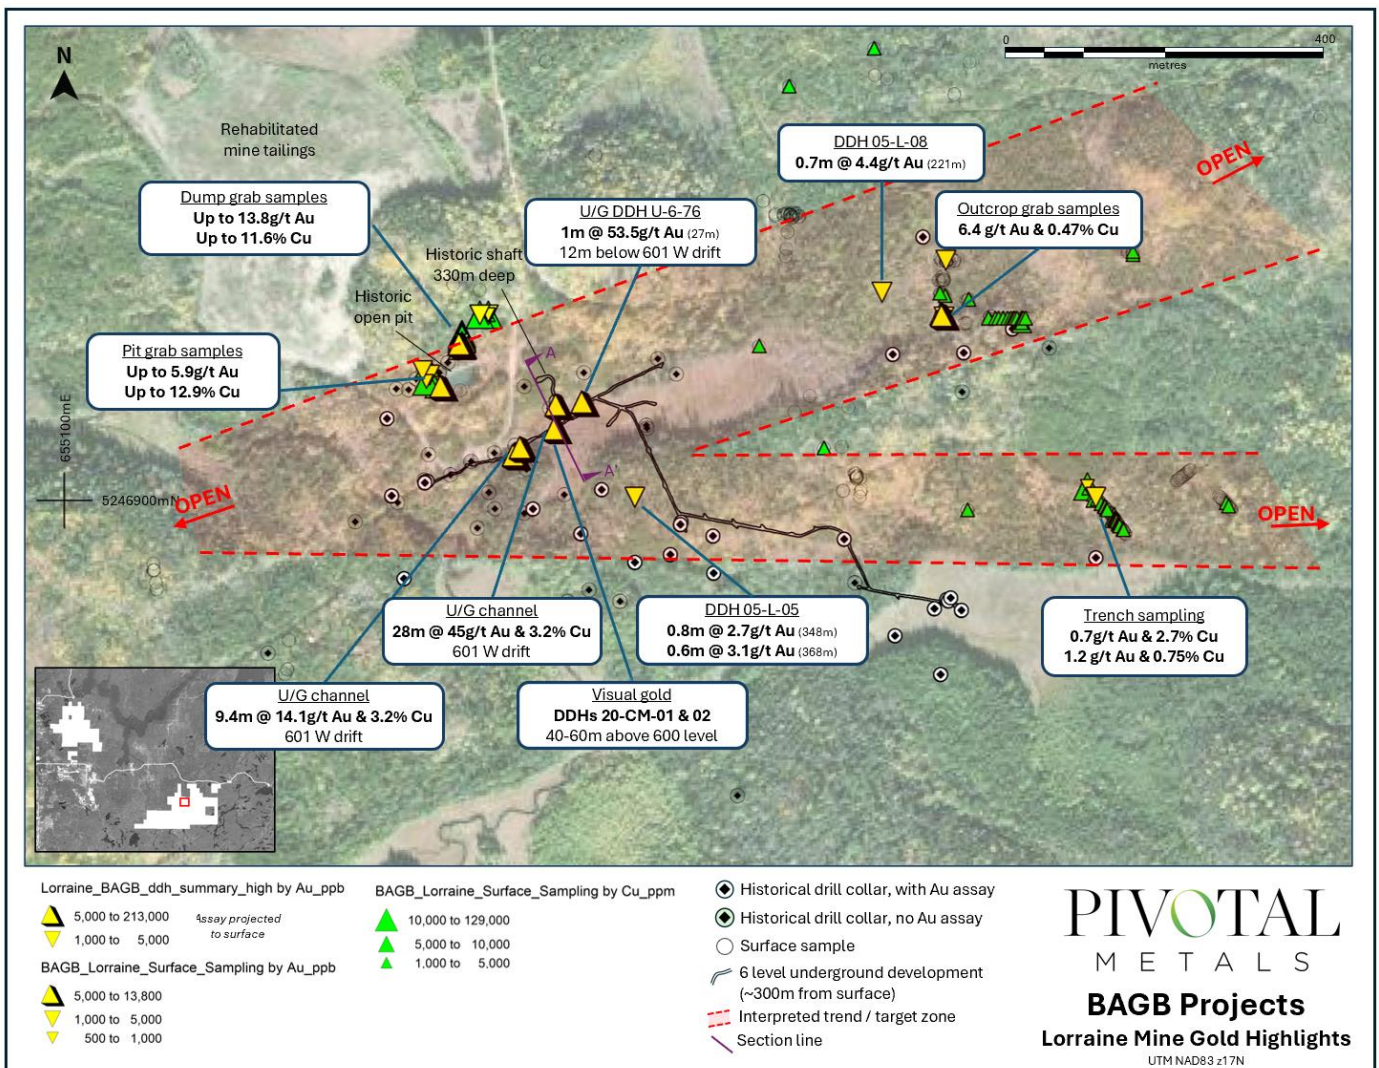 N
0 400
metres
Rehabilitated
mine tailings
DDH 05-L-08
0.7m @ 4.4g/t Au (221m)
OPEN
Dump grab samples
Up to 13.8g/t Au
Up to 11.6% Cu
U/G DDH U-6-76
1m @ 53.5g/t Au (27m)
12m below 601 W drift
Outcrop grab samples
6.4 g/t Au & 0.47% Cu
Historic shaft
330m deep
Historic
open pit
Pit grab samples
Up to 5.9g/t Au
Up to 12.9% Cu
A
A'
655100mE
5246900mN
OPEN
OPEN
U/G channel
28m @ 45g/t Au & 3.2% Cu
601 W drift
DDH 05-L-05
0.8m @ 2.7g/t Au (348m)
0.6m @ 3.1g/t Au (368m)
Trench sampling
0.7g/t Au & 2.7% Cu
1.2 g/t Au & 0.75% Cu
U/G channel
9.4m @ 14.1g/t Au & 3.2% Cu
601 W drift
Visual gold
DDHs 20-CM-01 & 02
40-60m above 600 level
Lorraine_BAGB_ddh_summary_high by Au_ppb
5,000 to 213,000
1,000 to 5,000
Assay projected
to surface
BAGB_Lorraine_Surface_Sampling by Au_ppb
5,000 to 13,800
1,000 to 5,000
500 to 1,000
BAGB_Lorraine_Surface_Sampling by Cu_ppm
10,000 to 129,000
5,000 to 10,000
1,000 to 5,000
Historical drill collar, with Au assay
Historical drill collar, no Au assay
Surface sample
6 level underground development
(~300m from surface)
Interpreted trend / target zone
Section line
PIVOTAL
METALS
BAGB Projects
Lorraine Mine Gold Highlights
UTM NAD83 z17N